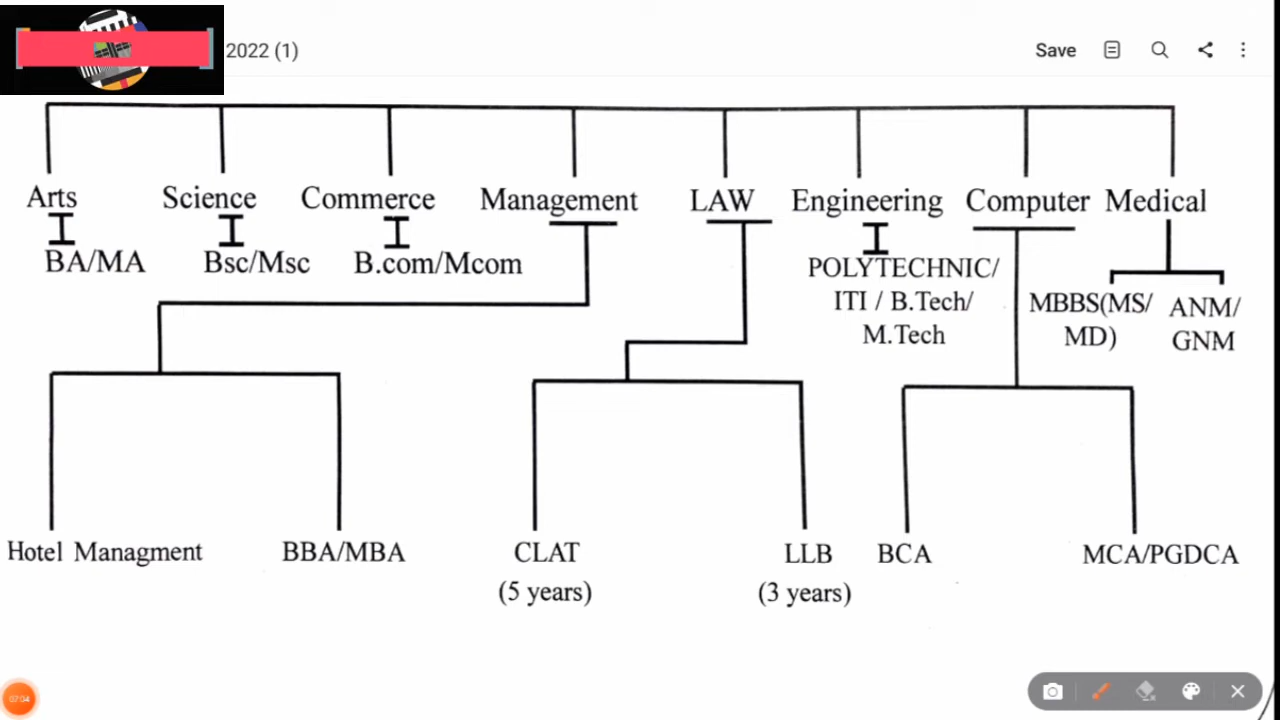 2022 (1)
Save
Arts
Science
Commerce
Management
LAW
Engineering
Computer
Medical
BA/MA
Bsc/Msc
B.com/Mcom
POLYTECHNIC/
ITI / B.Tech/
M.Tech
MBBS(MS/
MD)
ANM/
GNM
Hotel Managment
BBA/MBA
CLAT
(5 years)
LLB
(3 years)
BCA
MCA/PGDCA
07:04